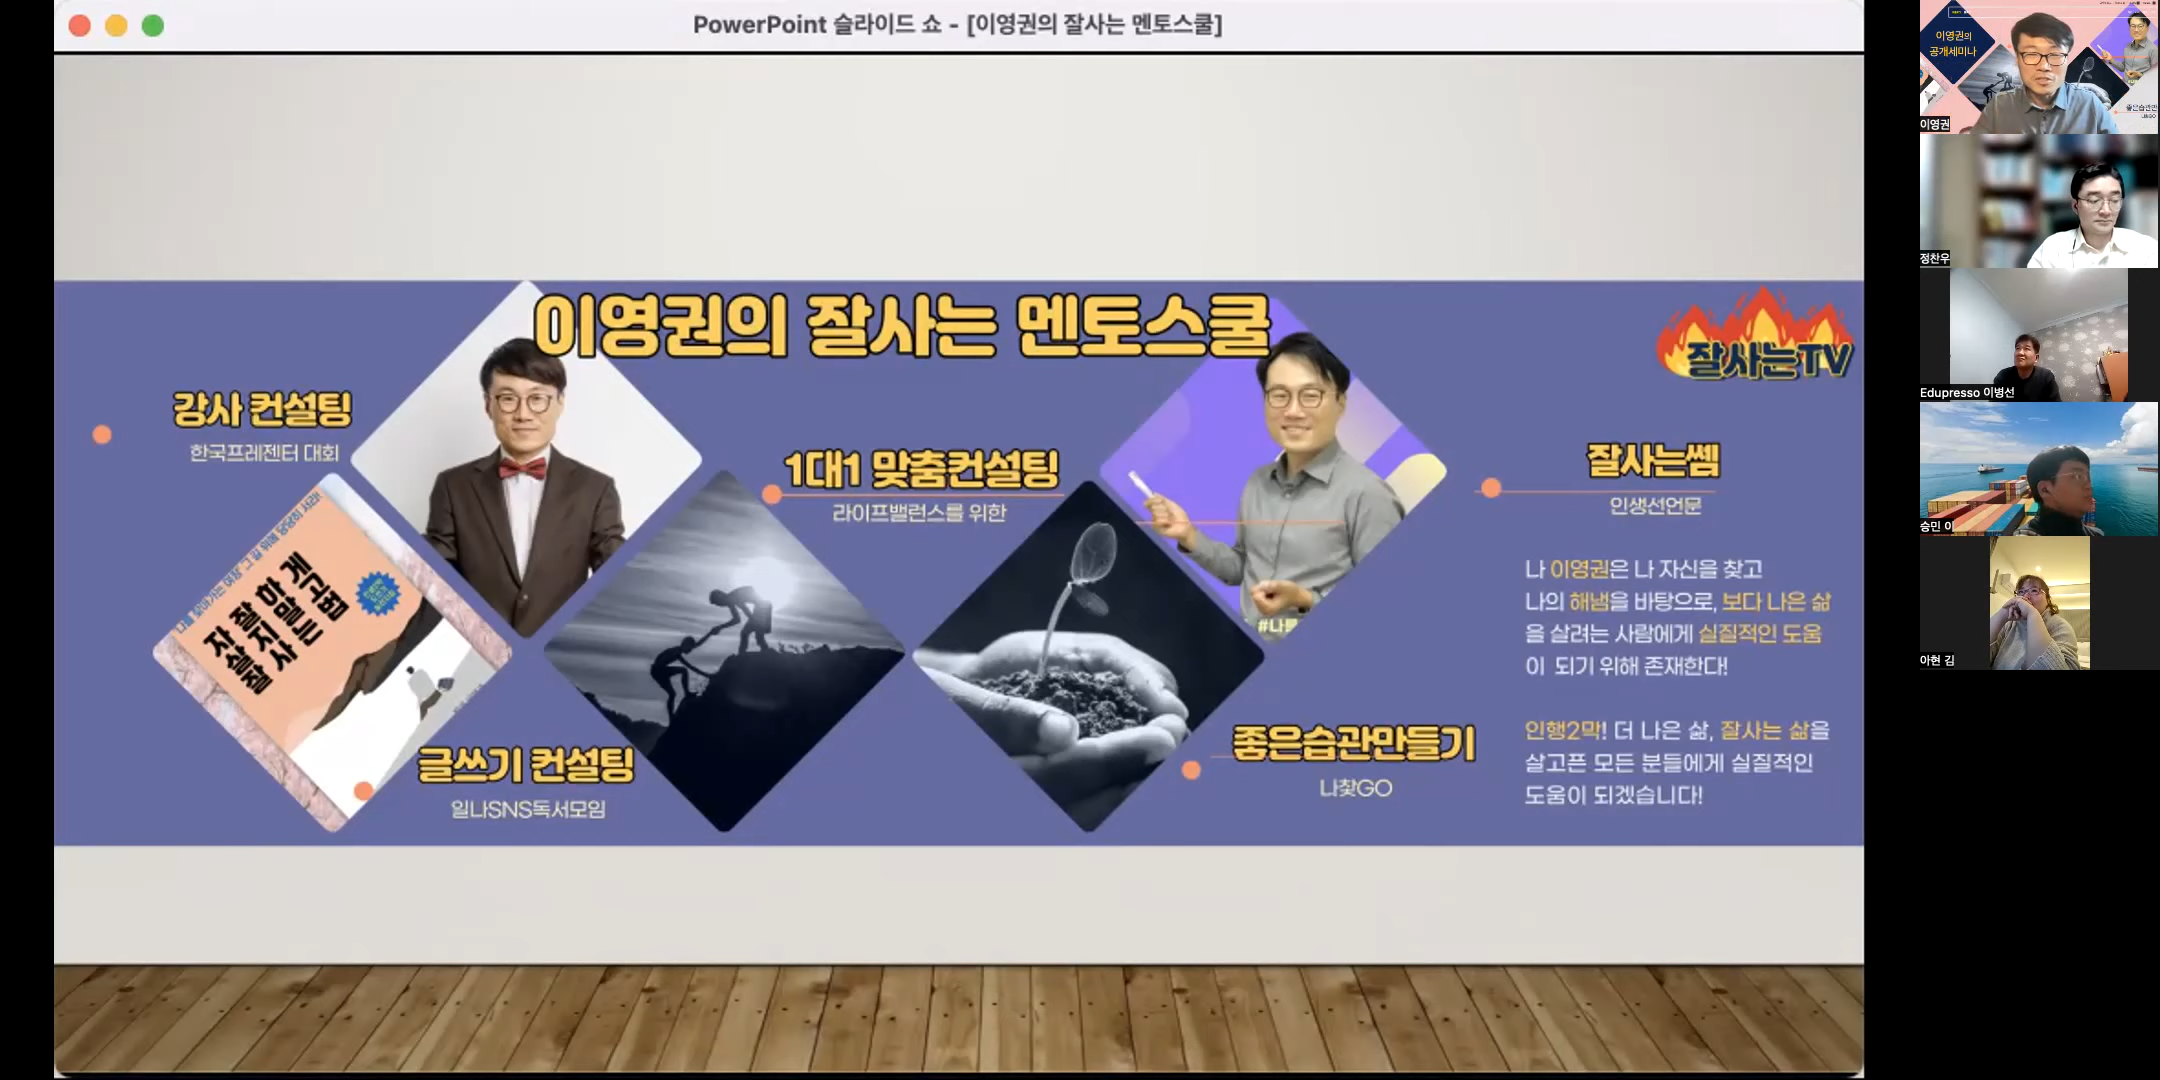 PowerPoint 슬라이드 쇼 - [이영권의 잘사는 멘토스쿨]
이영권의 잘사는 멘토스쿨
잘사는TV
강사 컨설팅
한국프레젠터 대회
1대1 맞춤컨설팅
라이프밸런스를 위한
잘사는쎔
인생선언문
나 이영권은 나 자신을 찾고
나의 해냄을 바탕으로, 보다 나은 삶
을 살려는 사람에게 실질적인 도움
이 되기 위해 존재한다!
인행2막! 더 나은 삶, 잘사는 삶을
살고픈 모든 분들에게 실질적인
도움이 되겠습니다!
자 잘 하 게
살 지 말 고
잘 사 는 법
#나를
글쓰기 컨설팅
일나SNS독서모임
좋은습관만들기
나찾GO
이영권의
공개세미나
좋은습관만
이영권
정찬우
Edupresso 이병선
승민 이
아현 김